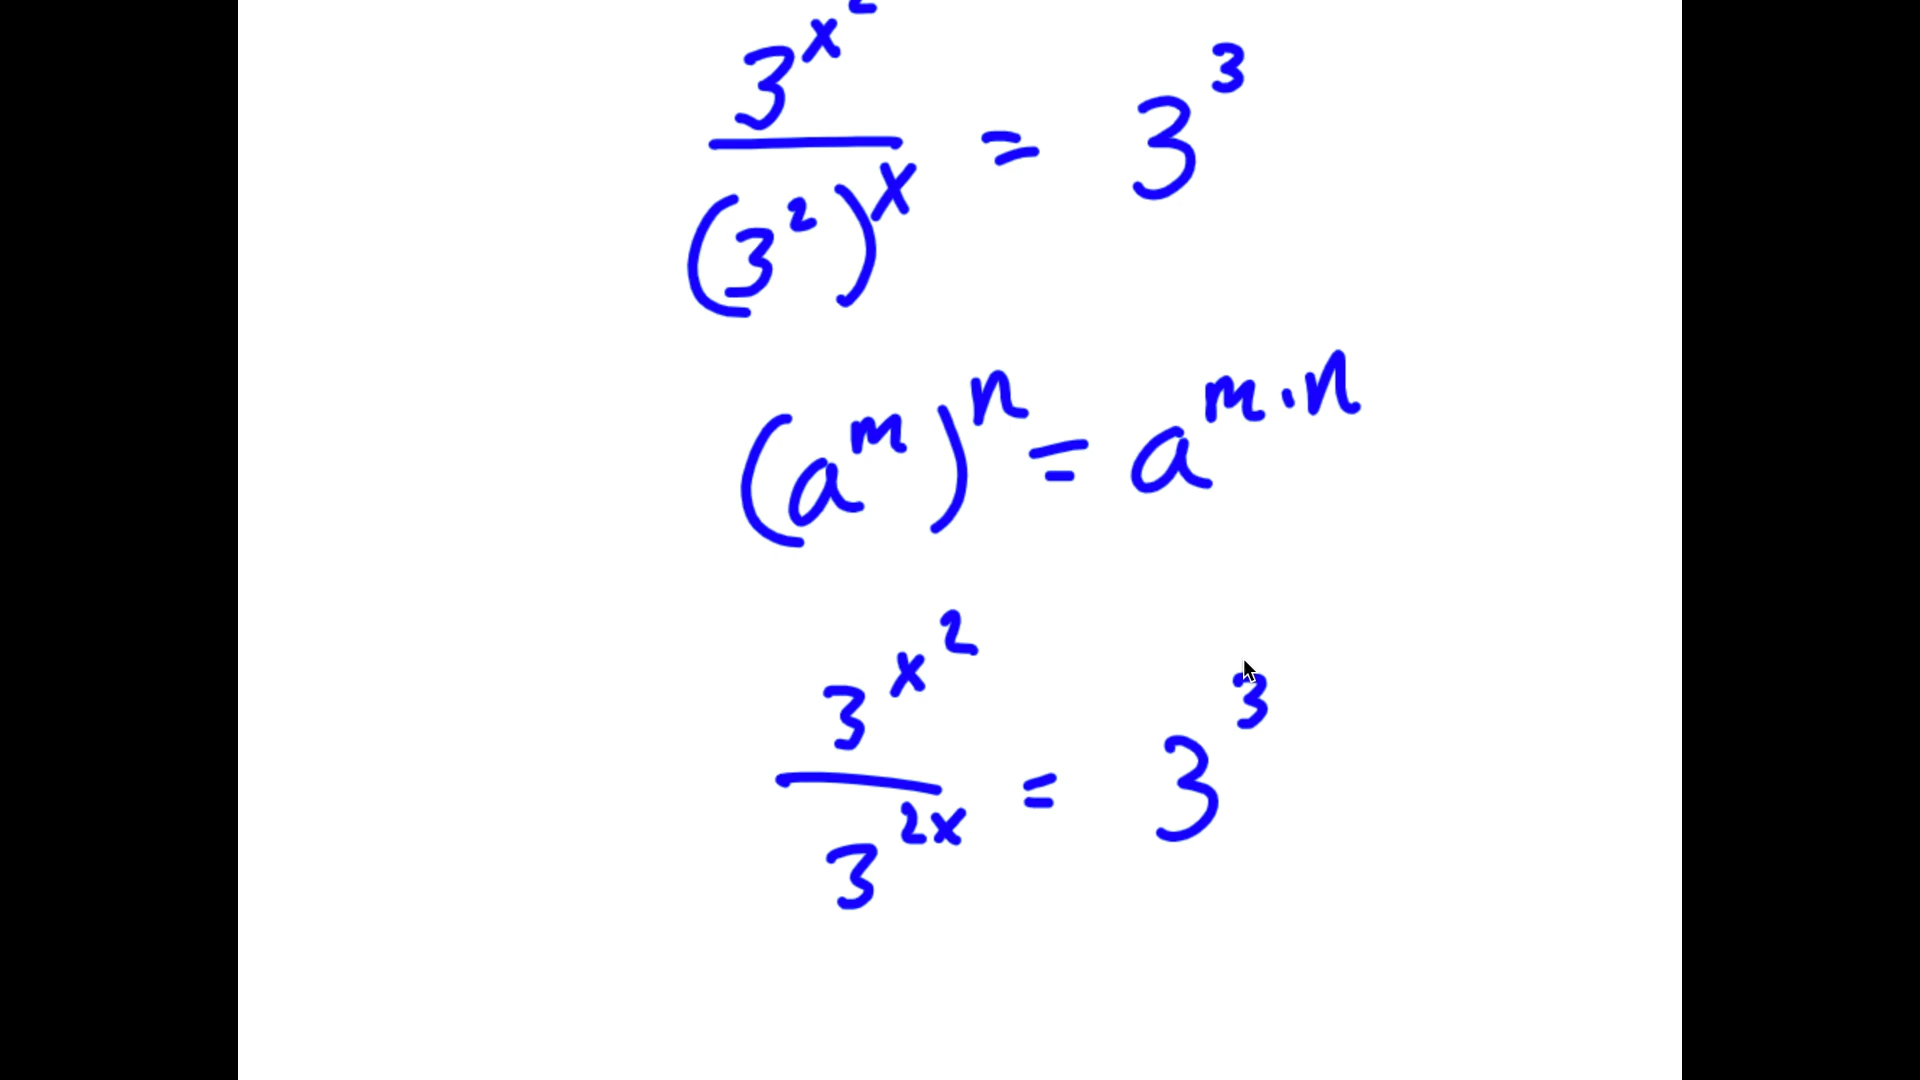 3^{x^2} / (3^2)^x = 3^3
(a^m)^n = a^{m·n}
3^{x^2} / 3^{2x} = 3^3